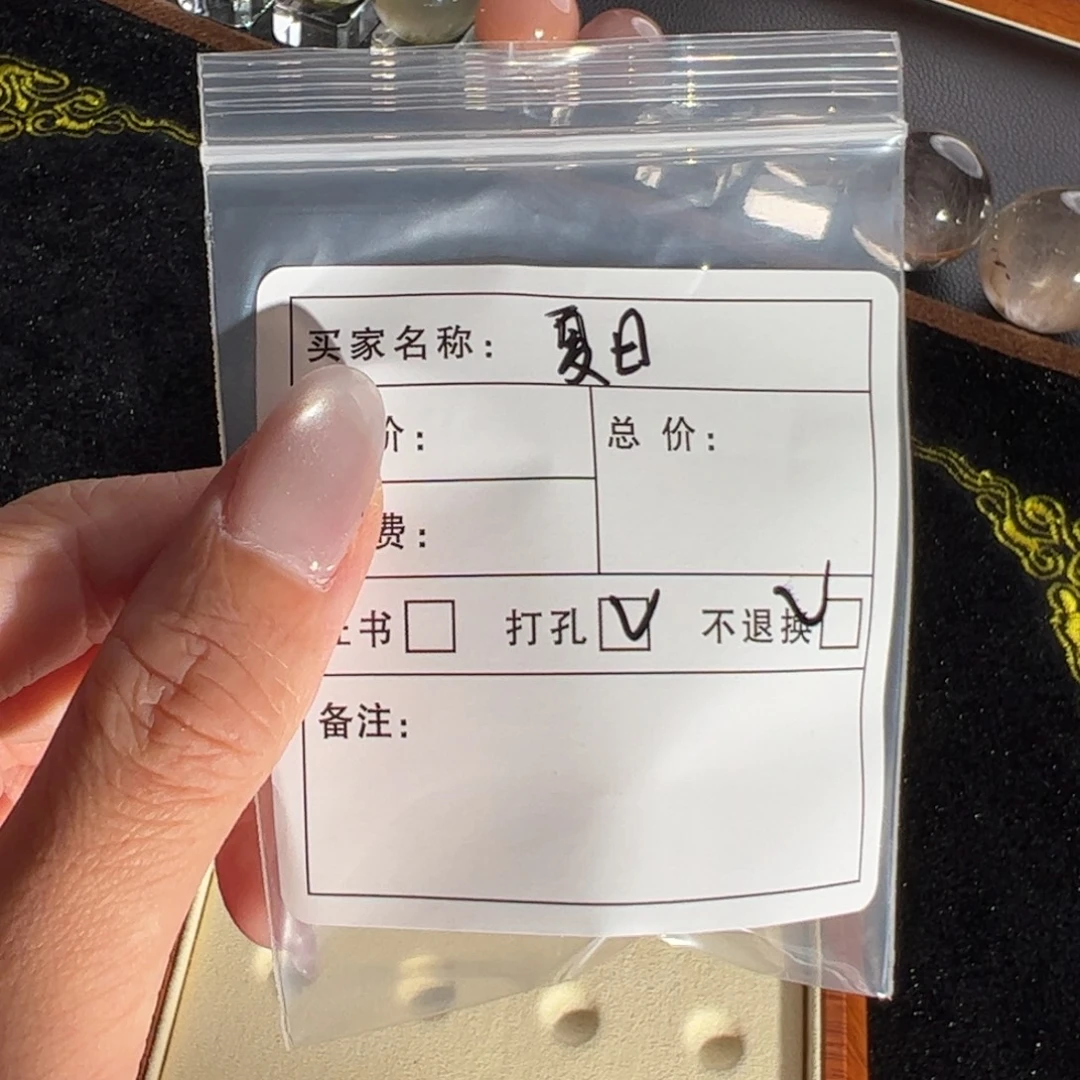 买家名称：夏日
价：
总 价：
费：
书☐ 打孔☑ 不退换☑
备注：